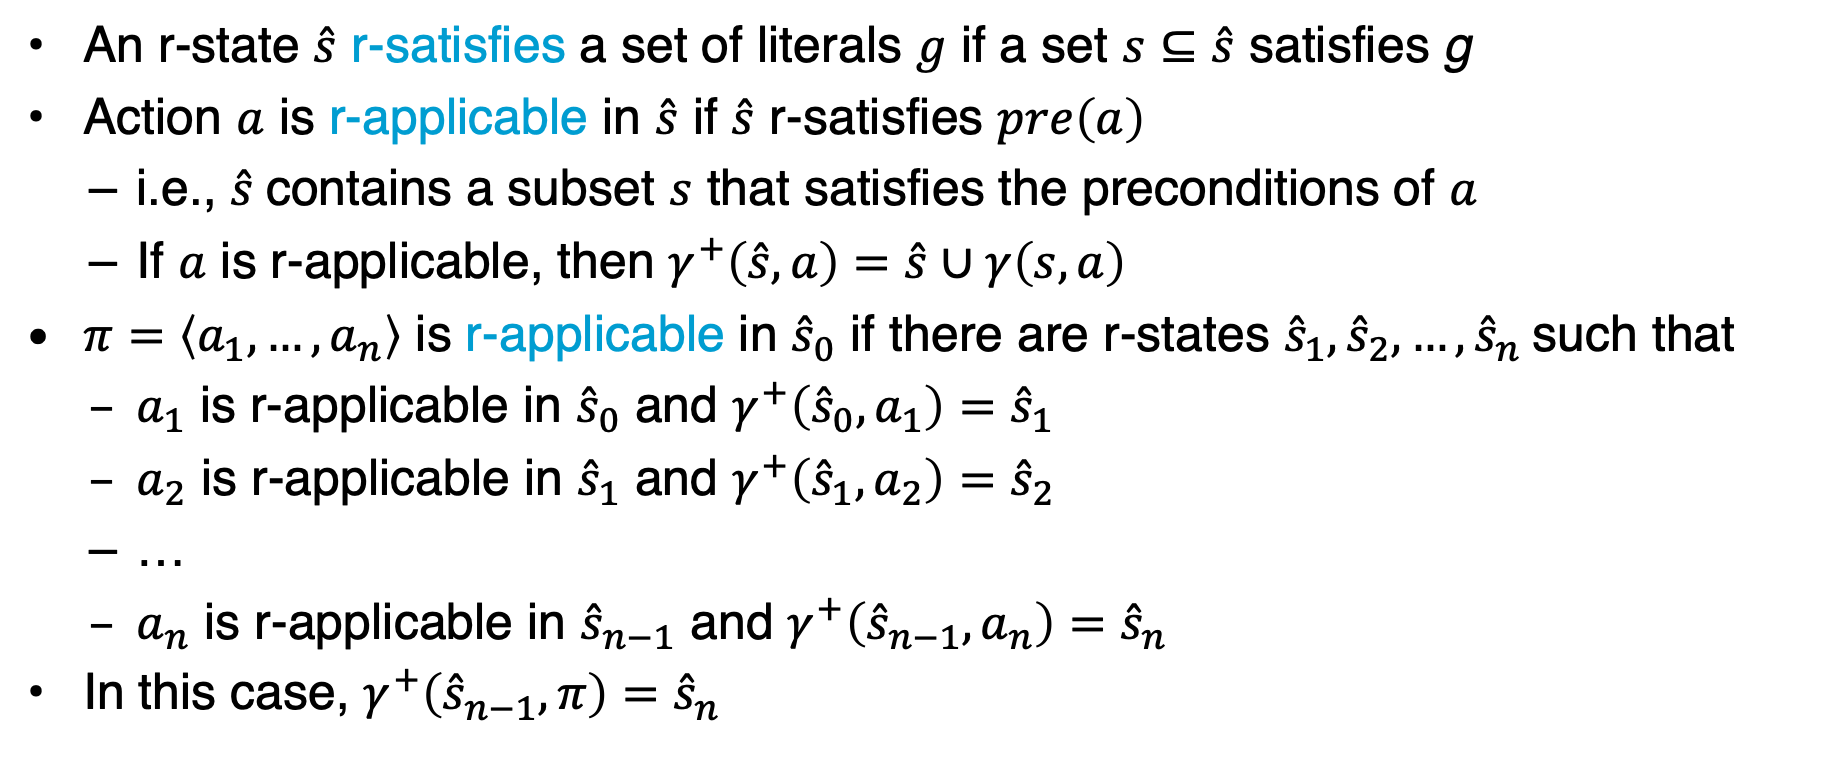 • An r-state ŝ r-satisfies a set of literals g if a set s ⊆ ŝ satisfies g
• Action a is r-applicable in ŝ if ŝ r-satisfies pre(a)
– i.e., ŝ contains a subset s that satisfies the preconditions of a
– If a is r-applicable, then γ⁺(ŝ, a) = ŝ ∪ γ(s, a)
• π = ⟨a₁, … , aₙ⟩ is r-applicable in ŝ₀ if there are r-states ŝ₁, ŝ₂, … , ŝₙ such that
– a₁ is r-applicable in ŝ₀ and γ⁺(ŝ₀, a₁) = ŝ₁
– a₂ is r-applicable in ŝ₁ and γ⁺(ŝ₁, a₂) = ŝ₂
– …
– aₙ is r-applicable in ŝₙ₋₁ and γ⁺(ŝₙ₋₁, aₙ) = ŝₙ
• In this case, γ⁺(ŝₙ₋₁, π) = ŝₙ